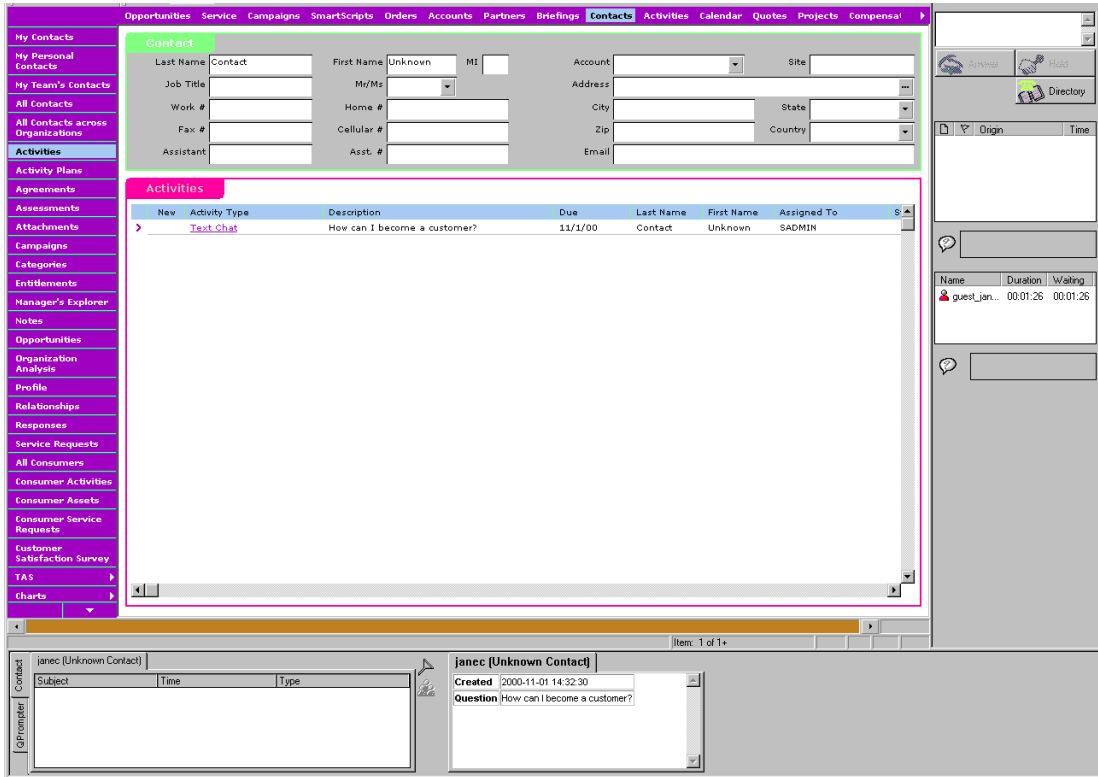 Opportunities Service Campaigns SmartScripts Orders Accounts Partners Briefings Contacts Activities Calendar Quotes Projects Compensat
My Contacts
My Personal
Contacts
My Team's Contacts
All Contacts
All Contacts across
Organizations
Activities
Activity Plans
Agreements
Assessments
Attachments
Campaigns
Categories
Entitlements
Manager's Explorer
Notes
Opportunities
Organization
Analysis
Profile
Relationships
Responses
Service Requests
All Consumers
Consumer Activities
Consumer Assets
Consumer Service
Requests
Customer
Satisfaction Survey
TAS
Charts
Contact
Last Name Contact First Name Unknown MI Account Site
Job Title Mr/Ms Address ...
Work # Home # City State
Fax # Cellular # Zip Country
Assistant Asst. # Email
Activities
New Activity Type Description Due Last Name First Name Assigned To
Text Chat How can I become a customer? 11/1/00 Contact Unknown SADMIN
Item: 1 of 1+
Answer Hold
Directory
Origin Time
Name Duration Waiting
guest_jan... 00:01:26 00:01:26
Contact
QPrompter
janec (Unknown Contact)
Subject Time Type
janec (Unknown Contact)
Created 2000-11-01 14:32:30
Question How can I become a customer?